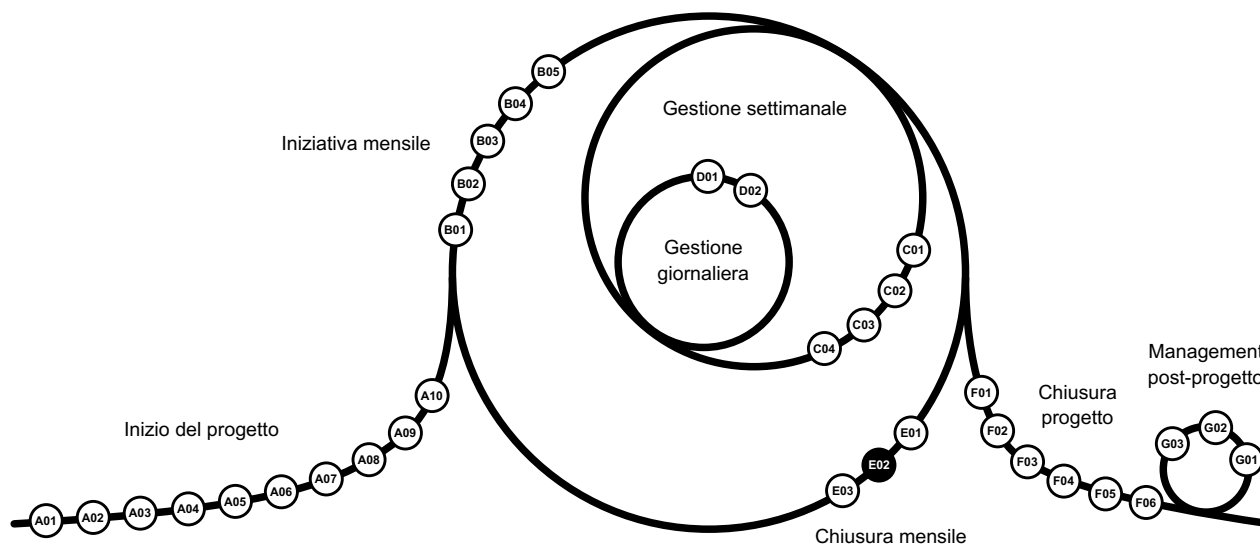 Inizio del progetto
A01
A02
A03
A04
A05
A06
A07
A08
A09
A10
Iniziativa mensile
B01
B02
B03
B04
B05
Gestione settimanale
C01
C02
C03
C04
Gestione
giornaliera
D01
D02
Chiusura mensile
E01
E02
E03
Chiusura
progetto
F01
F02
F03
F04
F05
F06
Management
post-progetto
G01
G02
G03